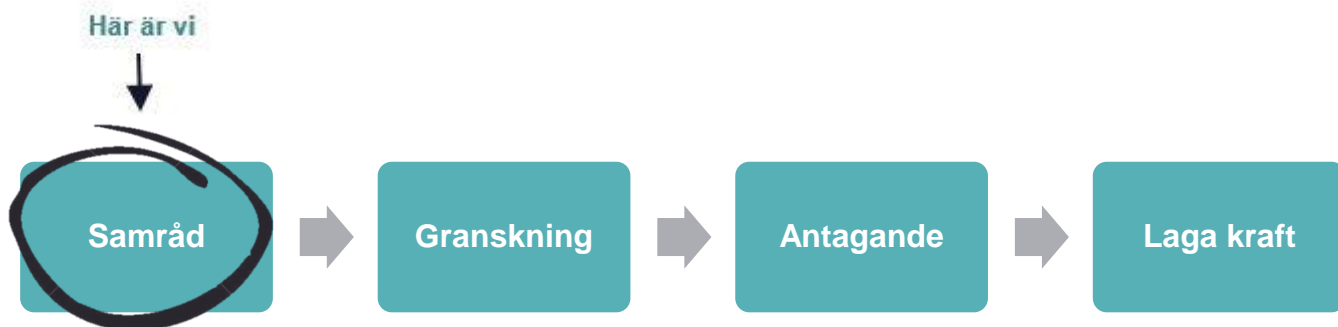 Här är vi
Samråd
Granskning
Antagande
Laga kraft